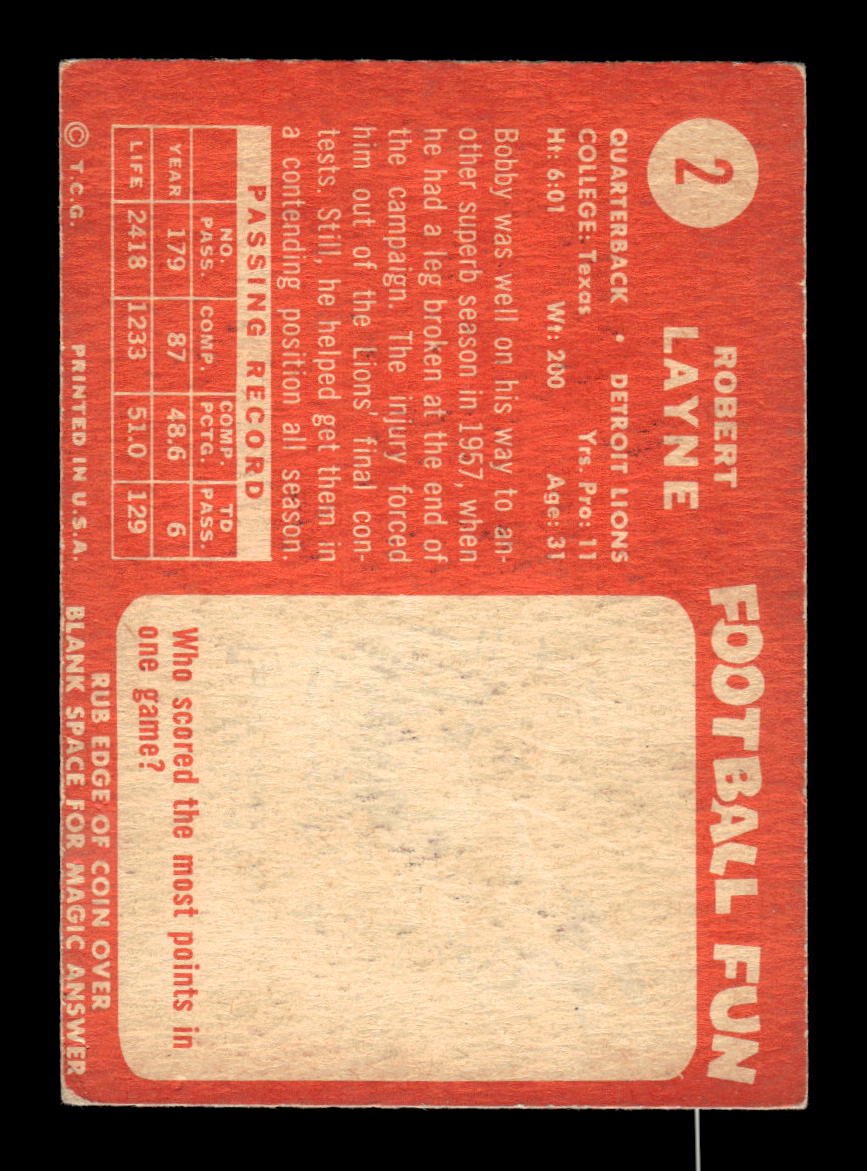 2
ROBERT
LAYNE
QUARTERBACK • DETROIT LIONS
COLLEGE: Texas Yrs. Pro: 11
Ht: 6:01 Wt: 200 Age: 31
Bobby was well on his way to an-
other superb season in 1957, when
he had a leg broken at the end of
the campaign. The injury forced
him out of the Lions' final con-
tests. Still, he helped get them in
a contending position all season.
PASSING RECORD
NO. PASS. COMP. COMP. PCTG. TD PASS.
YEAR 179 87 48.6 6
LIFE 2418 1233 51.0 129
© T.C.G. PRINTED IN U.S.A.
FOOTBALL FUN
Who scored the most points in
one game?
RUB EDGE OF COIN OVER
BLANK SPACE FOR MAGIC ANSWER